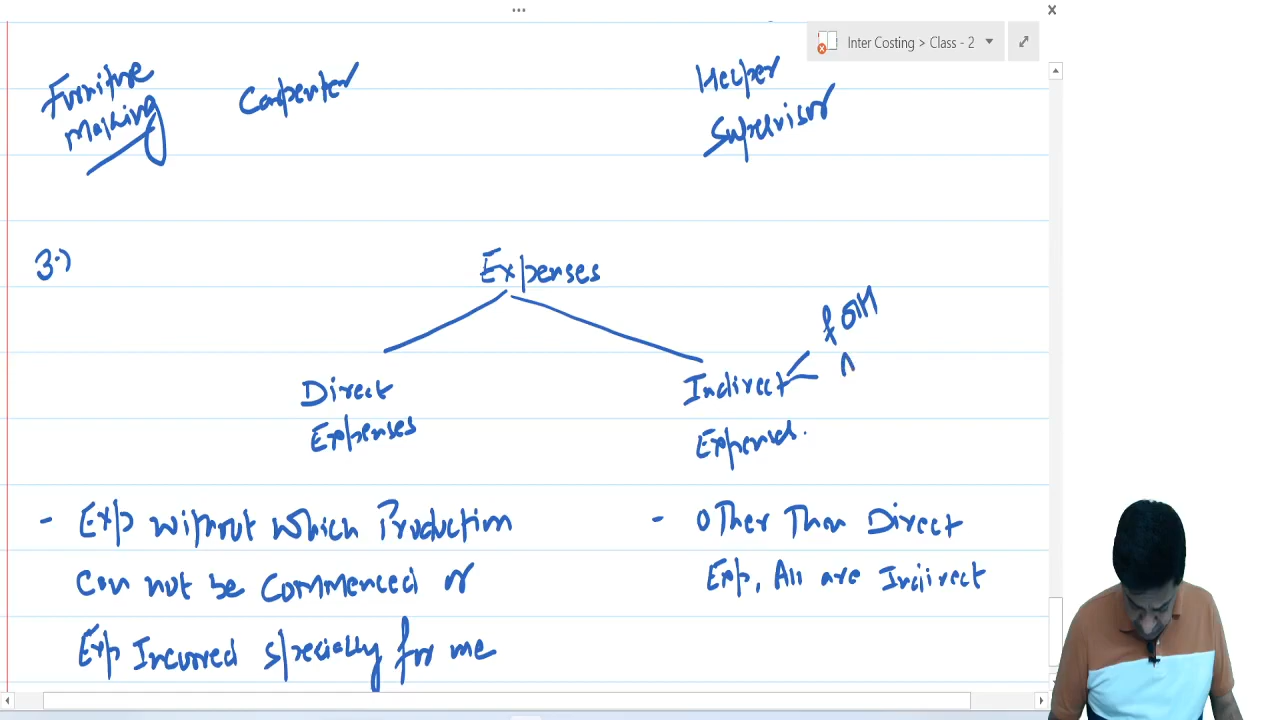 Inter Costing > Class - 2
Furniture Carpenter Helper
Making Supervisor
3.) Expenses
FOH
Direct Indirect A
Expenses Expenses.
- Exp without which Production - Other Than Direct
Can not be Commenced or Exp, All are Indirect
Exp Incurred specially for me